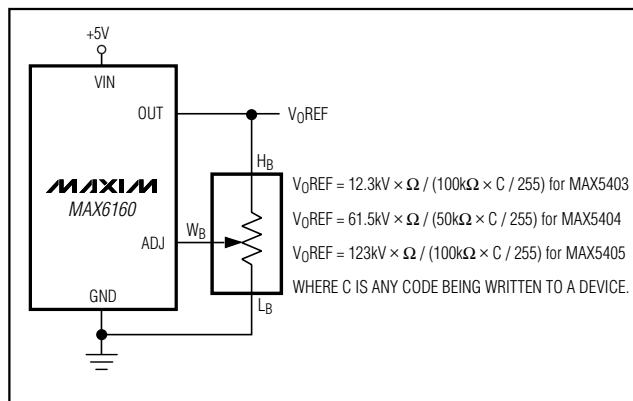 +5V
VIN
OUT
V0REF
HB
MAXIM
MAX6160
V0REF = 12.3kV × Ω / (100kΩ × C / 255) for MAX5403
V0REF = 61.5kV × Ω / (50kΩ × C / 255) for MAX5404
ADJ
WB
V0REF = 123kV × Ω / (100kΩ × C / 255) for MAX5405
GND
LB
WHERE C IS ANY CODE BEING WRITTEN TO A DEVICE.